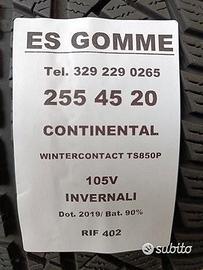 ES GOMME
Tel. 329 229 0265
255 45 20
CONTINENTAL
WINTERCONTACT TS850P
105V
INVERNALI
Dot. 2019/ Bat. 90%
RIF 402
subito